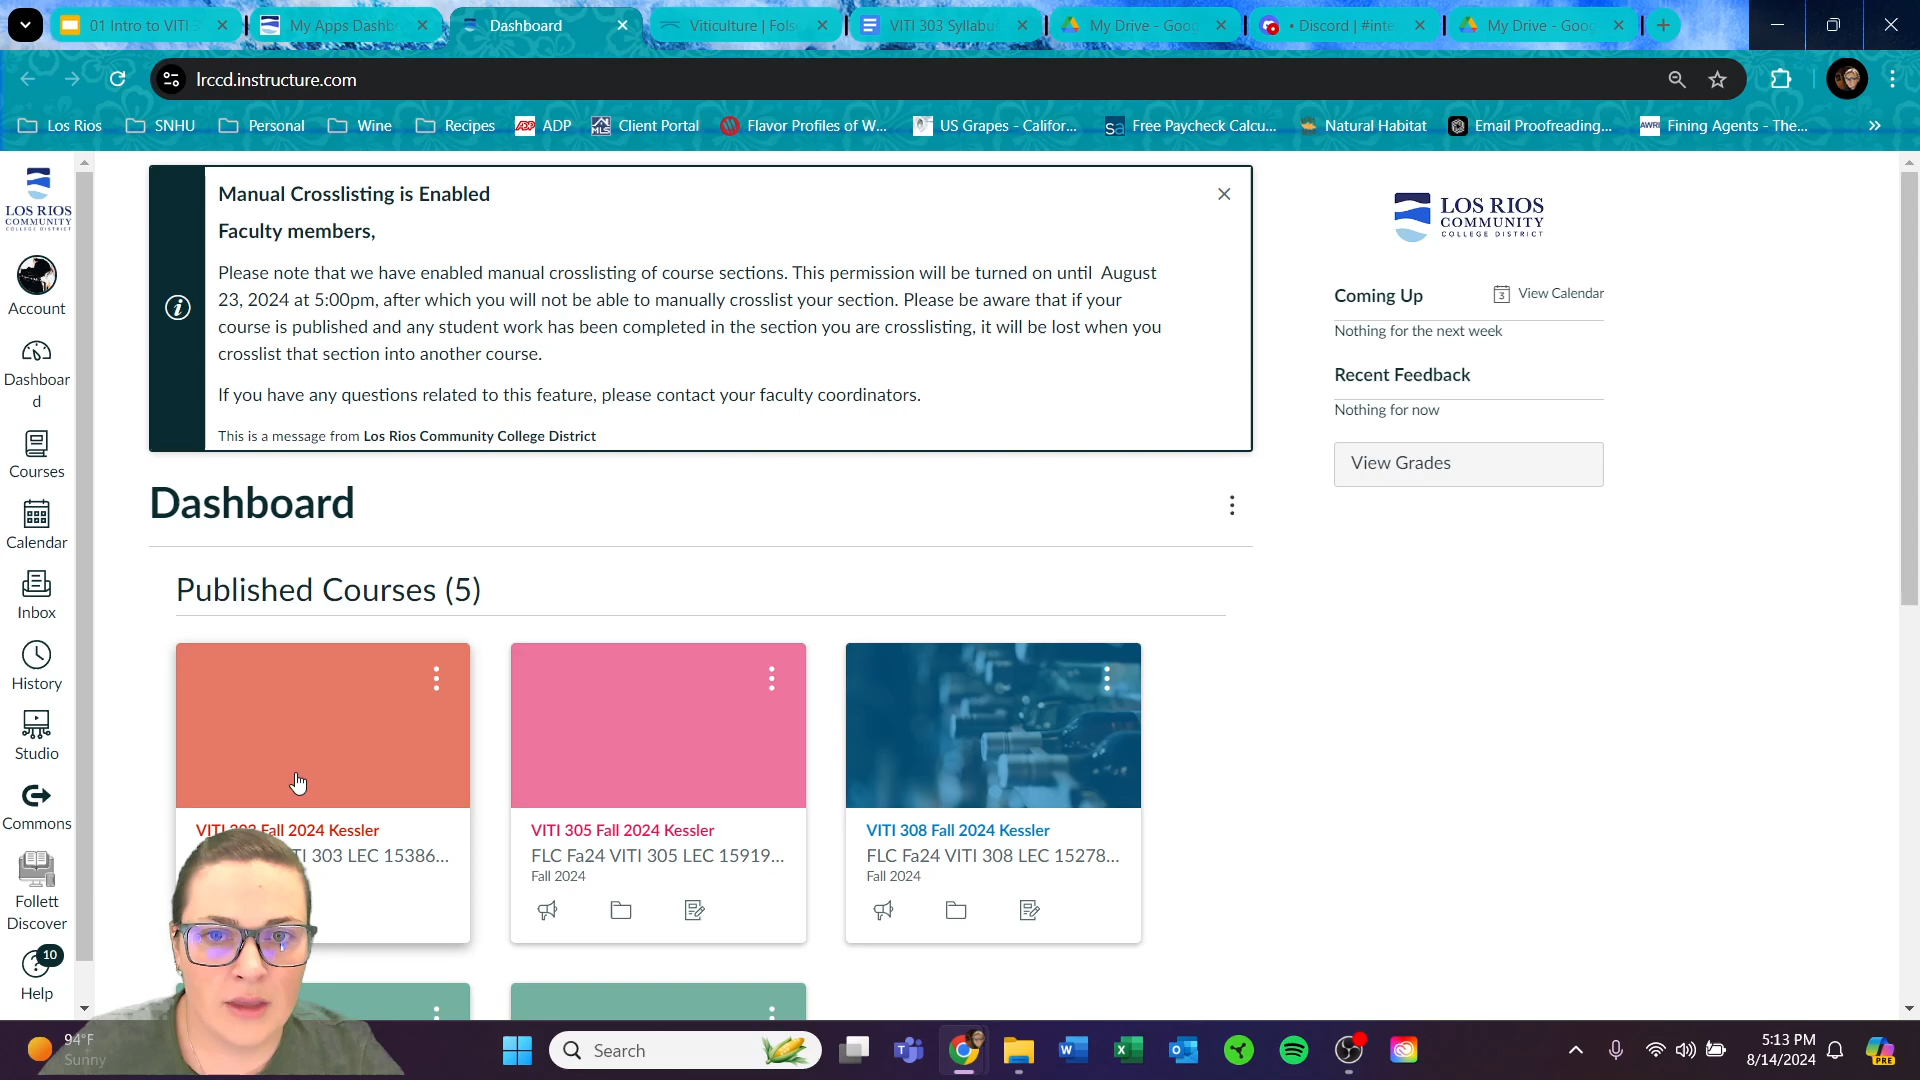 01 Intro to VITI 3
My Apps Dashb
Dashboard
Viticulture | Fols
VITI 303 Syllabu
My Drive - Goog
• Discord | #inte
My Drive - Goog
lrccd.instructure.com
Los Rios
SNHU
Personal
Wine
Recipes
ADP
Client Portal
Flavor Profiles of W...
US Grapes - Califor...
Free Paycheck Calcu...
Natural Habitat
Email Proofreading...
Fining Agents - The...
LOS RIOS
COMMUNITY
COLLEGE DISTRICT
Account
Dashboar
d
Courses
Calendar
Inbox
History
Studio
Commons
Follett
Discover
10
Help
Manual Crosslisting is Enabled
Faculty members,
Please note that we have enabled manual crosslisting of course sections. This permission will be turned on until August
23, 2024 at 5:00pm, after which you will not be able to manually crosslist your section. Please be aware that if your
course is published and any student work has been completed in the section you are crosslisting, it will be lost when you
crosslist that section into another course.
If you have any questions related to this feature, please contact your faculty coordinators.
This is a message from Los Rios Community College District
Dashboard
Published Courses (5)
VITI 303 Fall 2024 Kessler
TI 303 LEC 15386...
VITI 305 Fall 2024 Kessler
FLC Fa24 VITI 305 LEC 15919...
Fall 2024
VITI 308 Fall 2024 Kessler
FLC Fa24 VITI 308 LEC 15278...
Fall 2024
LOS RIOS
COMMUNITY
COLLEGE DISTRICT
Coming Up
View Calendar
Nothing for the next week
Recent Feedback
Nothing for now
View Grades
94°F
Sunny
Search
5:13 PM
8/14/2024
PRE